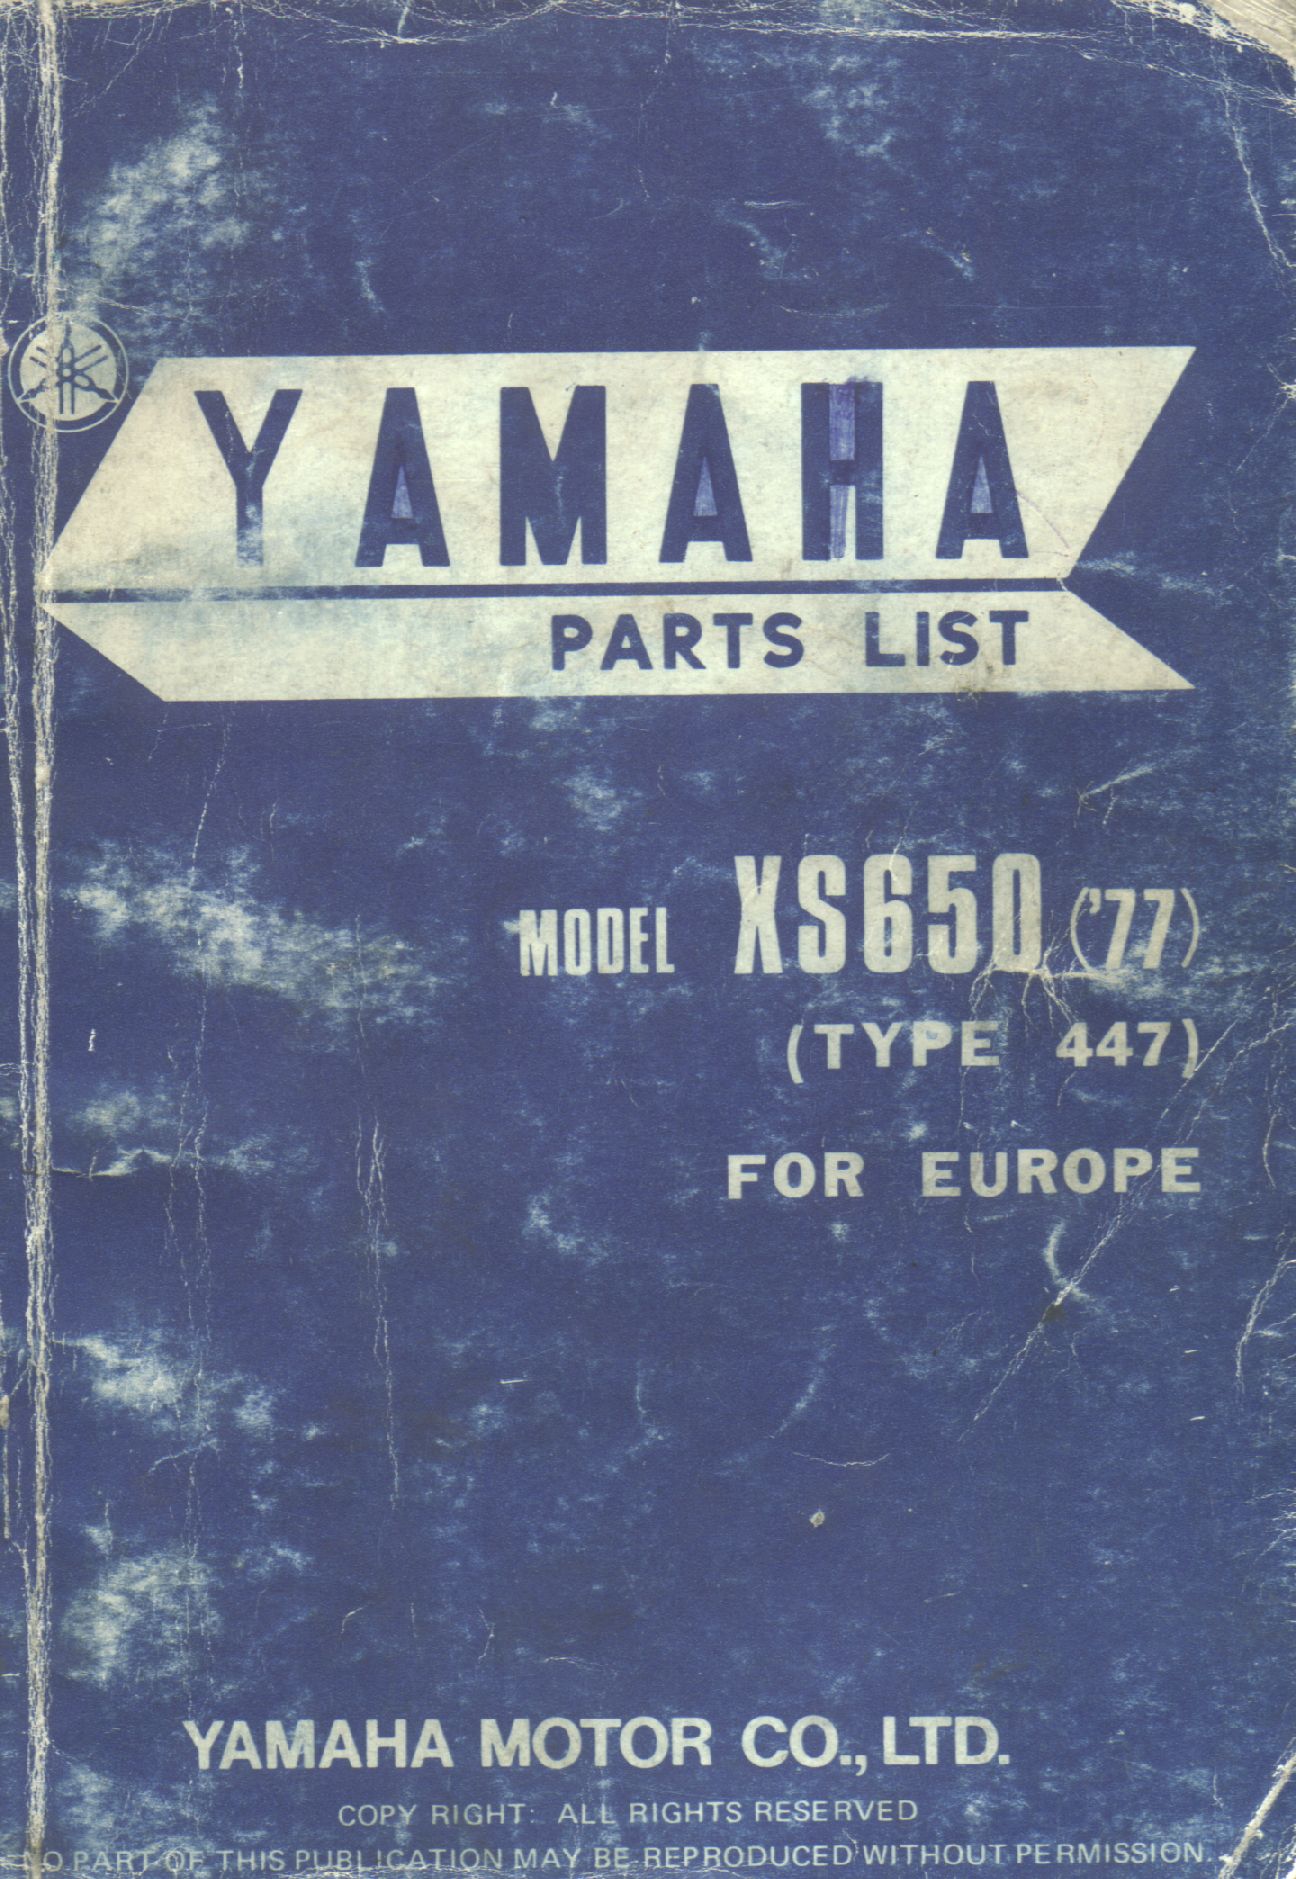 YAMAHA
PARTS LIST
MODEL XS650 ('77)
(TYPE 447)
FOR EUROPE
YAMAHA MOTOR CO., LTD.
COPY RIGHT: ALL RIGHTS RESERVED
NO PART OF THIS PUBLICATION MAY BE REPRODUCED WITHOUT PERMISSION.